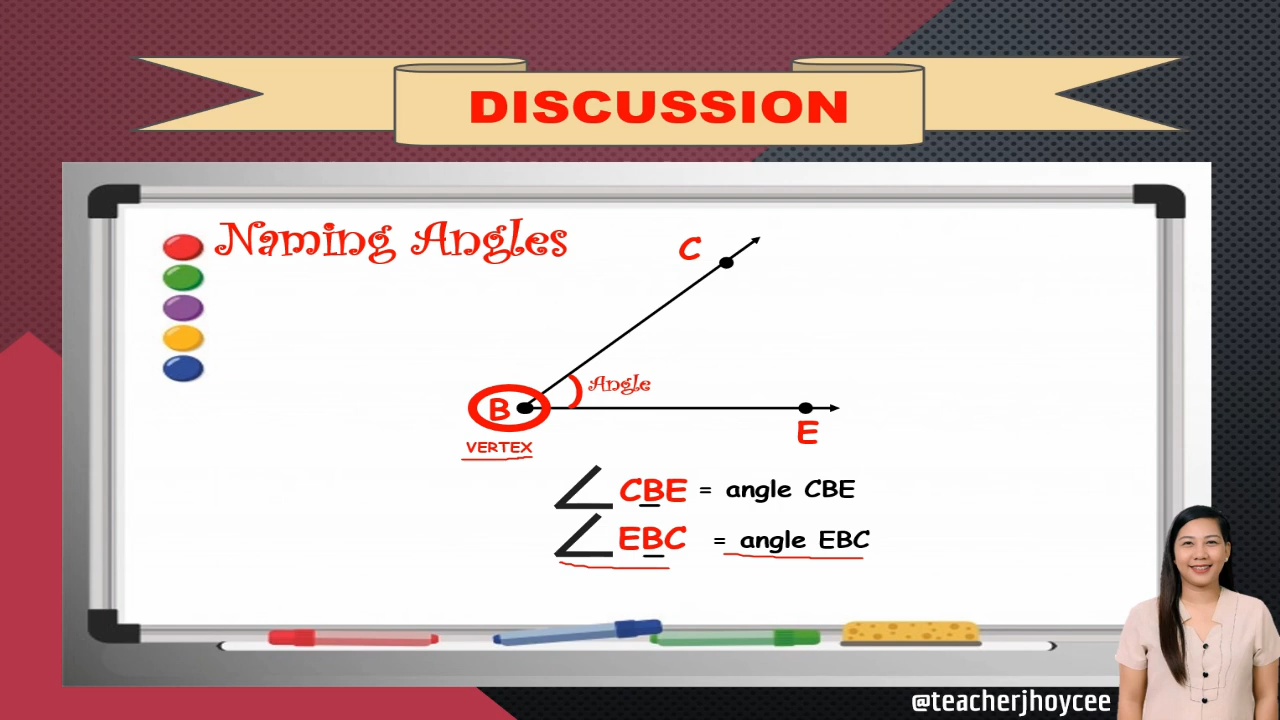 DISCUSSION
Naming Angles
C
Angle
B
E
VERTEX
∠ CBE = angle CBE
∠ EBC = angle EBC
@teacherjhoycee